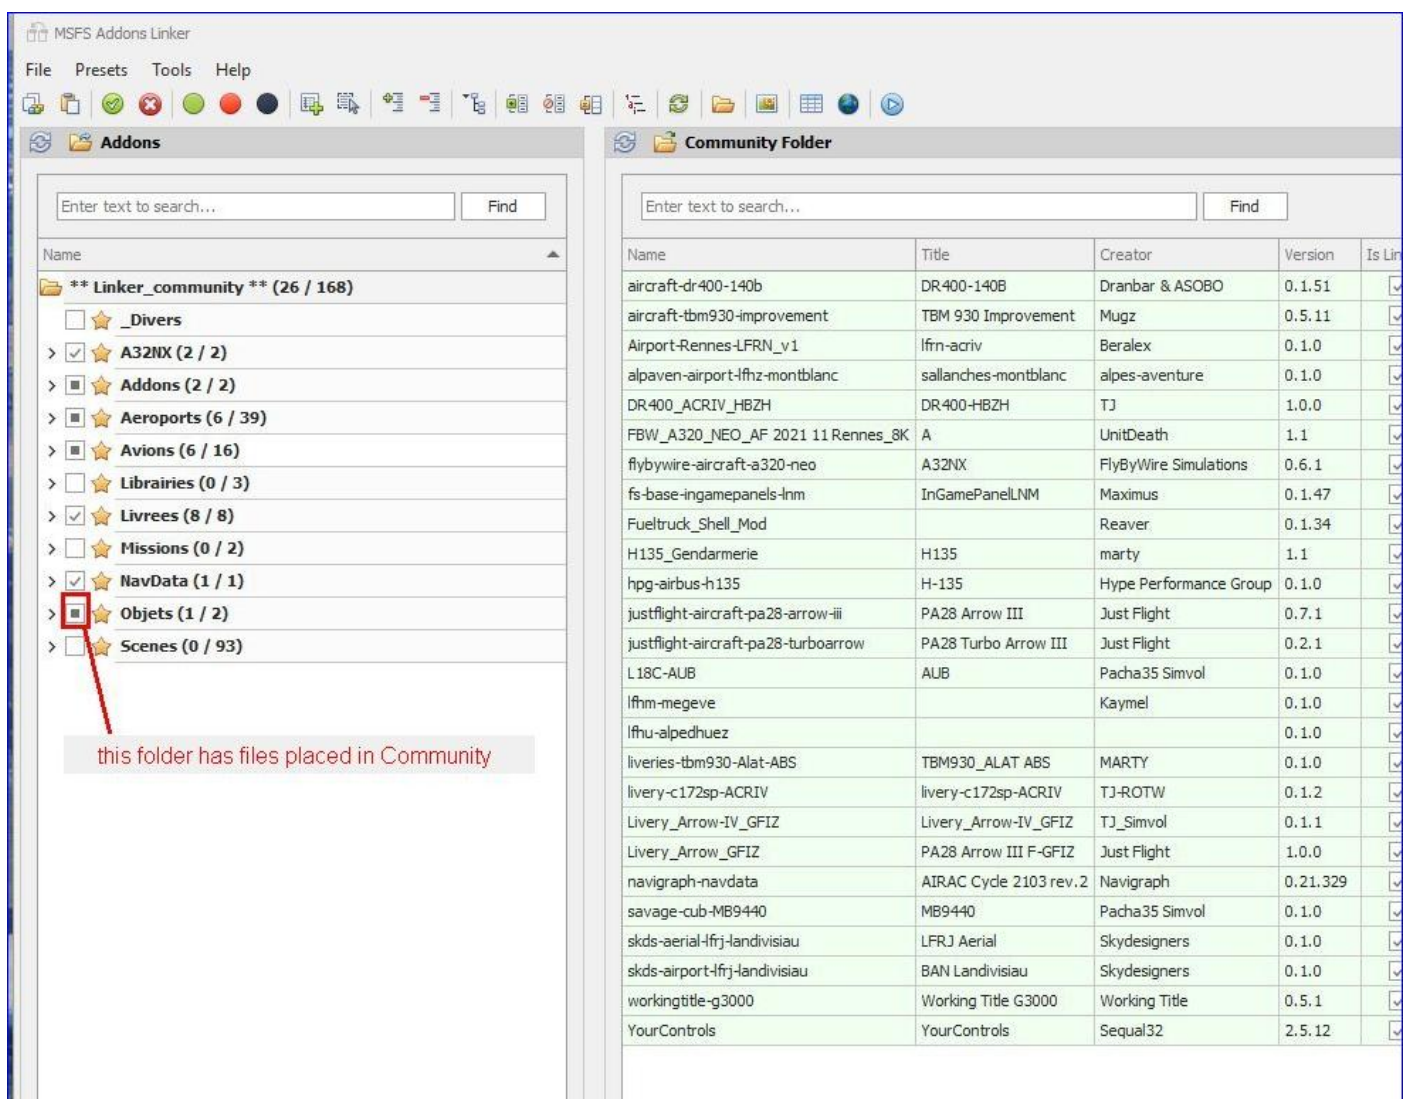 MSFS Addons Linker
File Presets Tools Help
Addons
Enter text to search... Find
Name
** Linker_community ** (26 / 168)
_Divers
A32NX (2 / 2)
Addons (2 / 2)
Aeroports (6 / 39)
Avions (6 / 16)
Librairies (0 / 3)
Livrees (8 / 8)
Missions (0 / 2)
NavData (1 / 1)
Objets (1 / 2)
Scenes (0 / 93)
this folder has files placed in Community
Community Folder
Enter text to search... Find
Name Title Creator Version Is Lin
aircraft-dr400-140b DR400-140B Dranbar & ASOBO 0.1.51
aircraft-tbm930-improvement TBM 930 Improvement Mugz 0.5.11
Airport-Rennes-LFRN_v1 lfrn-acriv Beralex 0.1.0
alpaven-airport-lfhz-montblanc sallanches-montblanc alpes-aventure 0.1.0
DR400_ACRIV_HBZH DR400-HBZH TJ 1.0.0
FBW_A320_NEO_AF 2021 11 Rennes_8K A UnitDeath 1.1
flybywire-aircraft-a320-neo A32NX FlyByWire Simulations 0.6.1
fs-base-ingamepanels-lnm InGamePanelLNM Maximus 0.1.47
Fueltruck_Shell_Mod Reaver 0.1.34
H135_Gendarmerie H135 marty 1.1
hpg-airbus-h135 H-135 Hype Performance Group 0.1.0
justflight-aircraft-pa28-arrow-iii PA28 Arrow III Just Flight 0.7.1
justflight-aircraft-pa28-turboarrow PA28 Turbo Arrow III Just Flight 0.2.1
L18C-AUB AUB Pacha35 Simvol 0.1.0
lfhm-megeve Kaymel 0.1.0
lfhu-alpedhuez 0.1.0
liveries-tbm930-Alat-ABS TBM930_ALAT ABS MARTY 0.1.0
livery-c172sp-ACRIV livery-c172sp-ACRIV TJ-ROTW 0.1.2
Livery_Arrow-IV_GFIZ Livery_Arrow-IV_GFIZ TJ_Simvol 0.1.1
Livery_Arrow_GFIZ PA28 Arrow III F-GFIZ Just Flight 1.0.0
navigraph-navdata AIRAC Cycle 2103 rev.2 Navigraph 0.21.329
savage-cub-MB9440 MB9440 Pacha35 Simvol 0.1.0
skds-aerial-lfrj-landivisiau LFRJ Aerial Skydesigners 0.1.0
skds-airport-lfrj-landivisiau BAN Landivisiau Skydesigners 0.1.0
workingtitle-g3000 Working Title G3000 Working Title 0.5.1
YourControls YourControls Sequal32 2.5.12